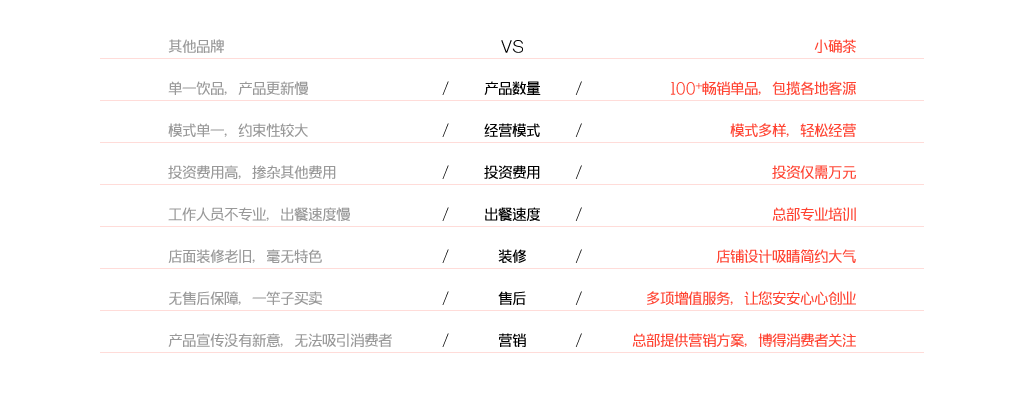 其他品牌 VS 小确茶
单一饮品，产品更新慢 / 产品数量 / 100+畅销单品，包揽各地客源
模式单一，约束性较大 / 经营模式 / 模式多样，轻松经营
投资费用高，掺杂其他费用 / 投资费用 / 投资仅需万元
工作人员不专业，出餐速度慢 / 出餐速度 / 总部专业培训
店面装修老旧，毫无特色 / 装修 / 店铺设计吸睛简约大气
无售后保障，一竿子买卖 / 售后 / 多项增值服务，让您安安心心创业
产品宣传没有新意，无法吸引消费者 / 营销 / 总部提供营销方案，博得消费者关注